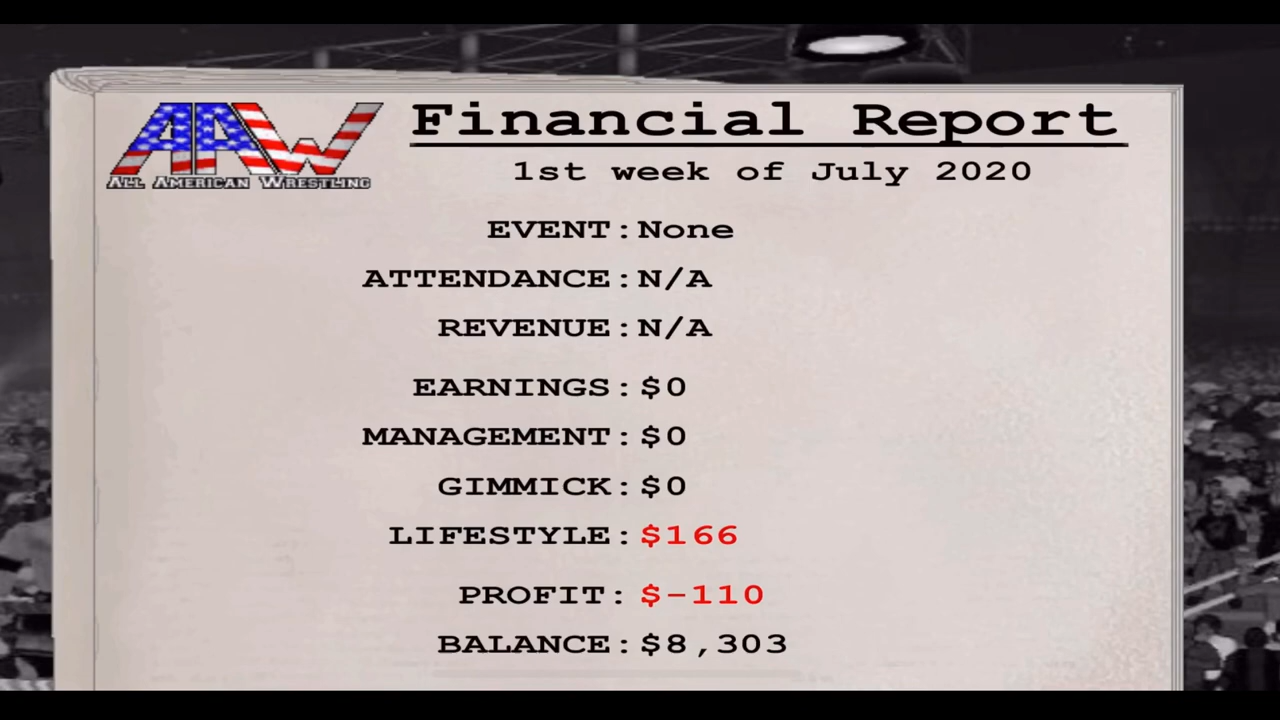 AAW
ALL AMERICAN WRESTLING
Financial Report
1st week of July 2020
EVENT: None
ATTENDANCE: N/A
REVENUE: N/A
EARNINGS: $0
MANAGEMENT: $0
GIMMICK: $0
LIFESTYLE: $166
PROFIT: $-110
BALANCE: $8,303